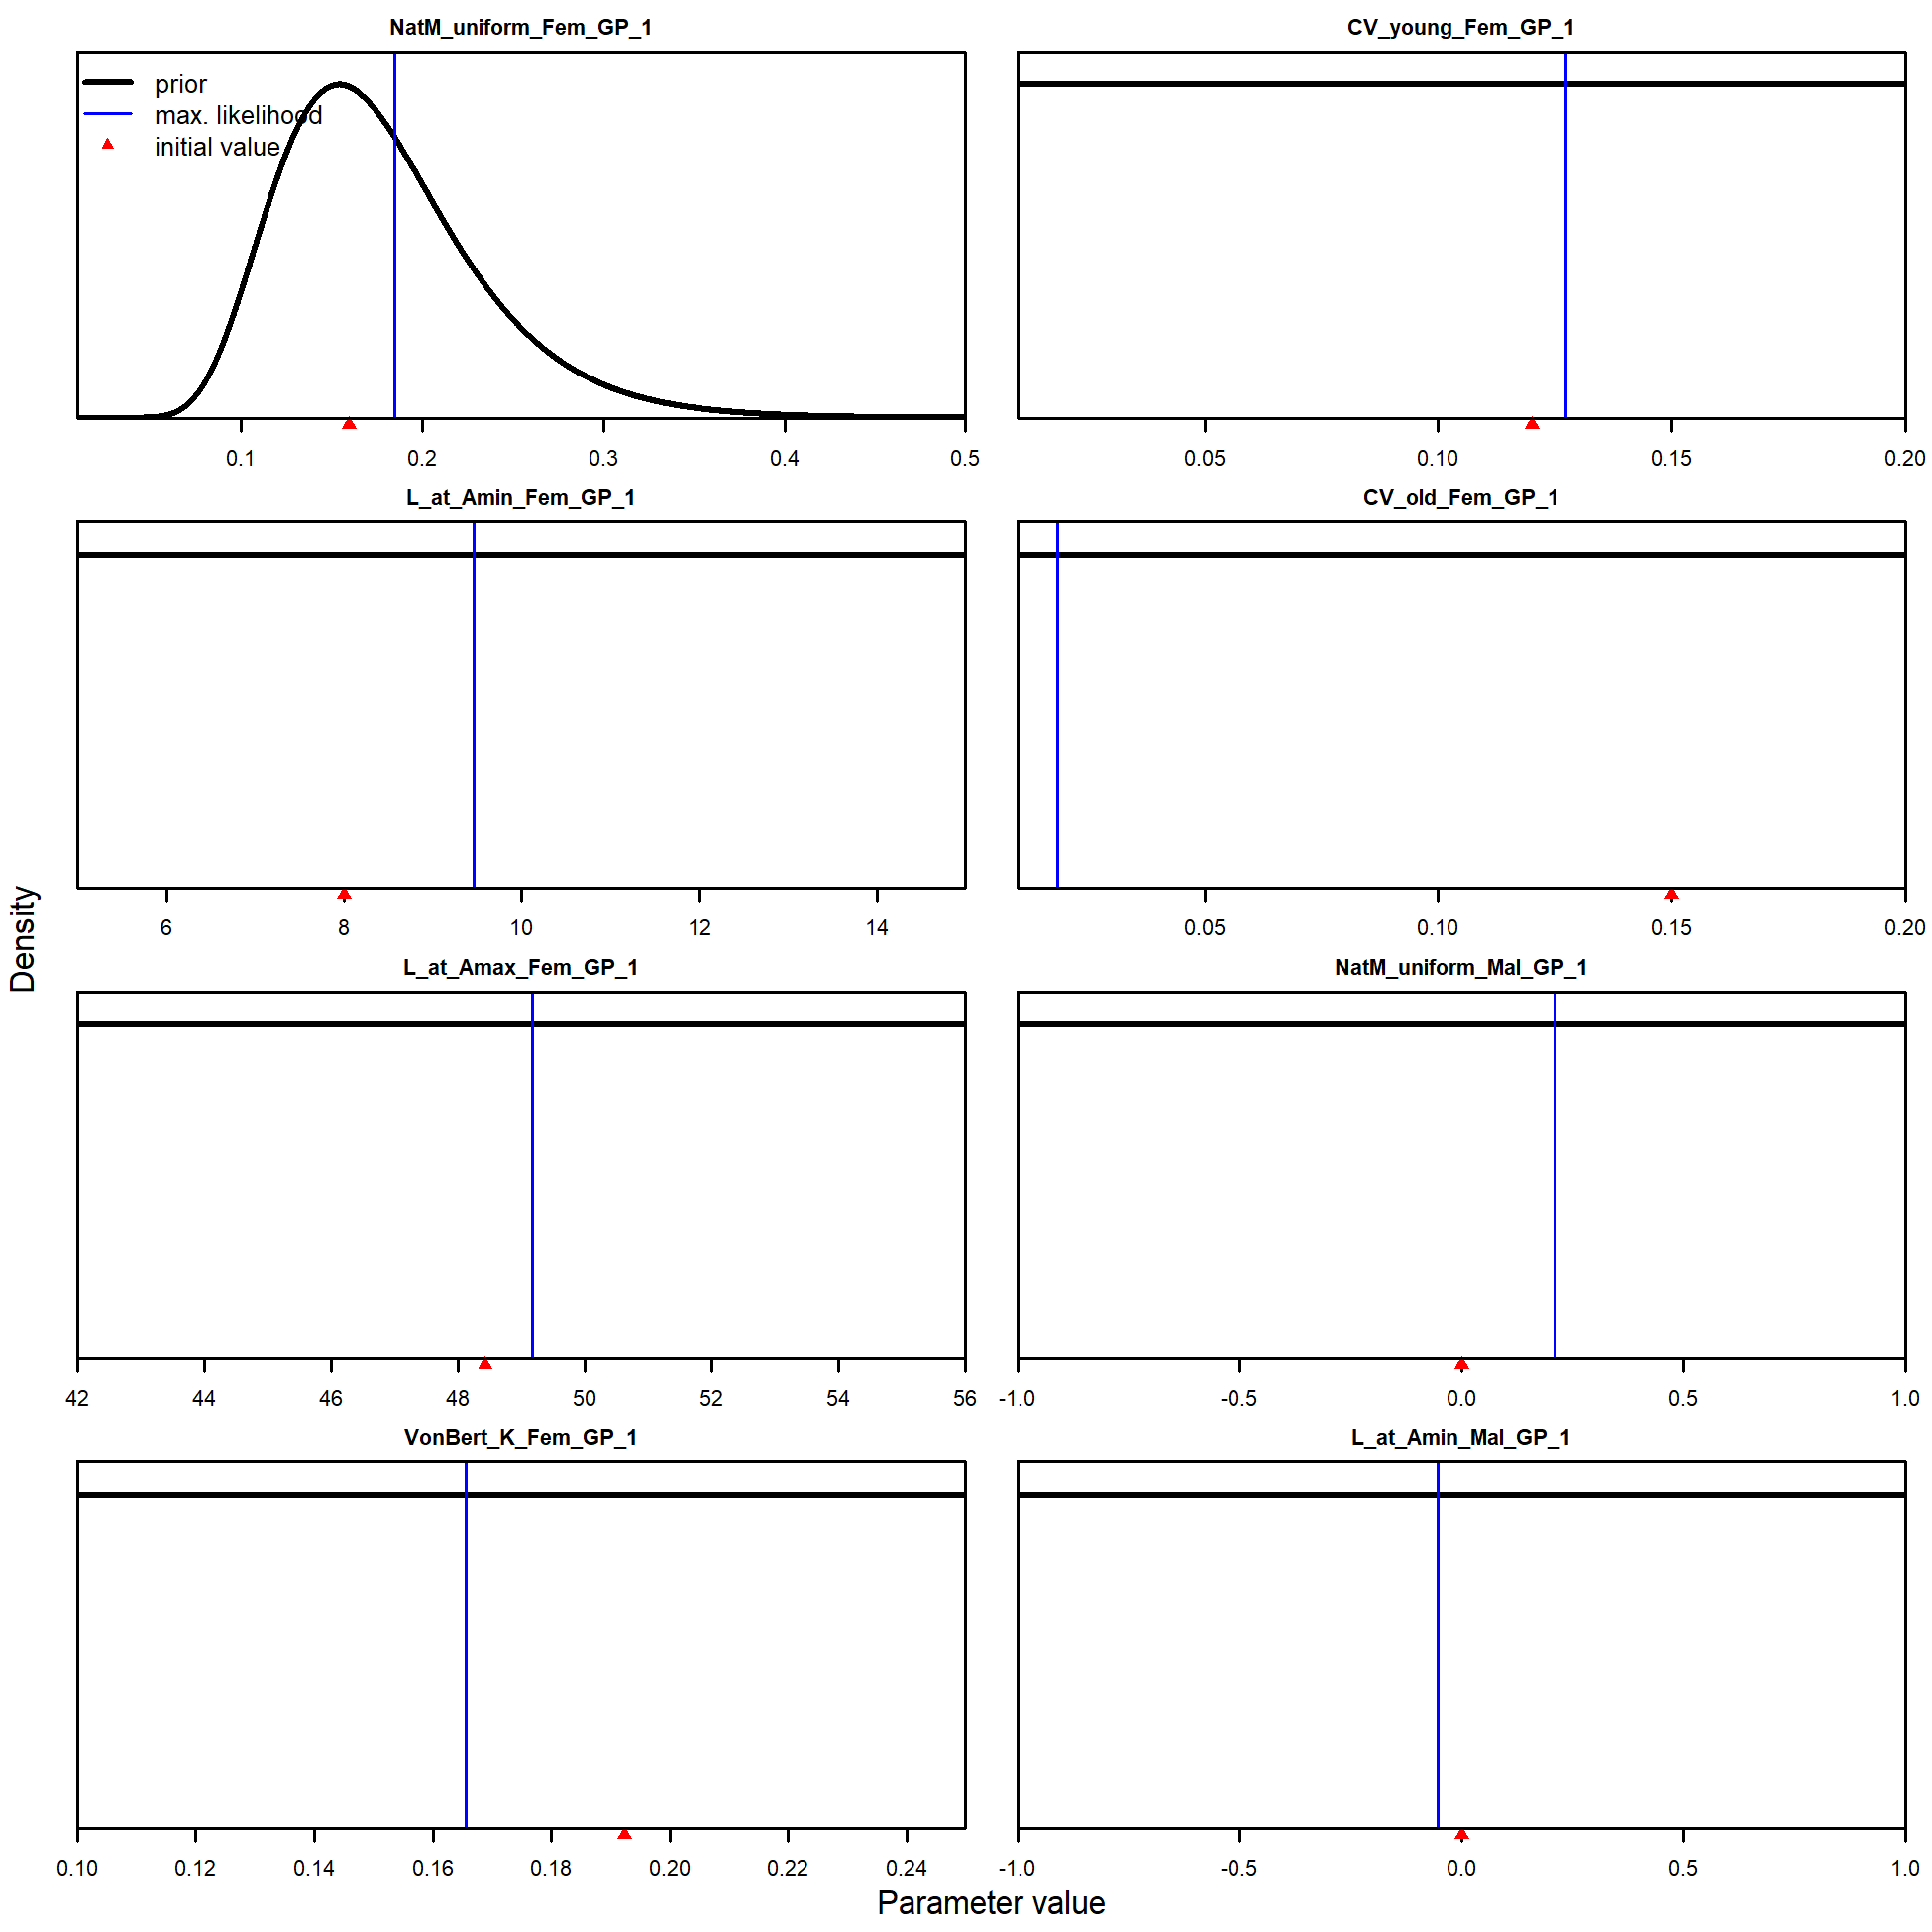 NatM_uniform_Fem_GP_1
prior
max. likelihood
initial value
0.1 0.2 0.3 0.4 0.5
CV_young_Fem_GP_1
0.05 0.10 0.15 0.20
L_at_Amin_Fem_GP_1
6 8 10 12 14
CV_old_Fem_GP_1
0.05 0.10 0.15 0.20
Density
L_at_Amax_Fem_GP_1
42 44 46 48 50 52 54 56
NatM_uniform_Mal_GP_1
-1.0 -0.5 0.0 0.5 1.0
VonBert_K_Fem_GP_1
0.10 0.12 0.14 0.16 0.18 0.20 0.22 0.24
L_at_Amin_Mal_GP_1
-1.0 -0.5 0.0 0.5 1.0
Parameter value